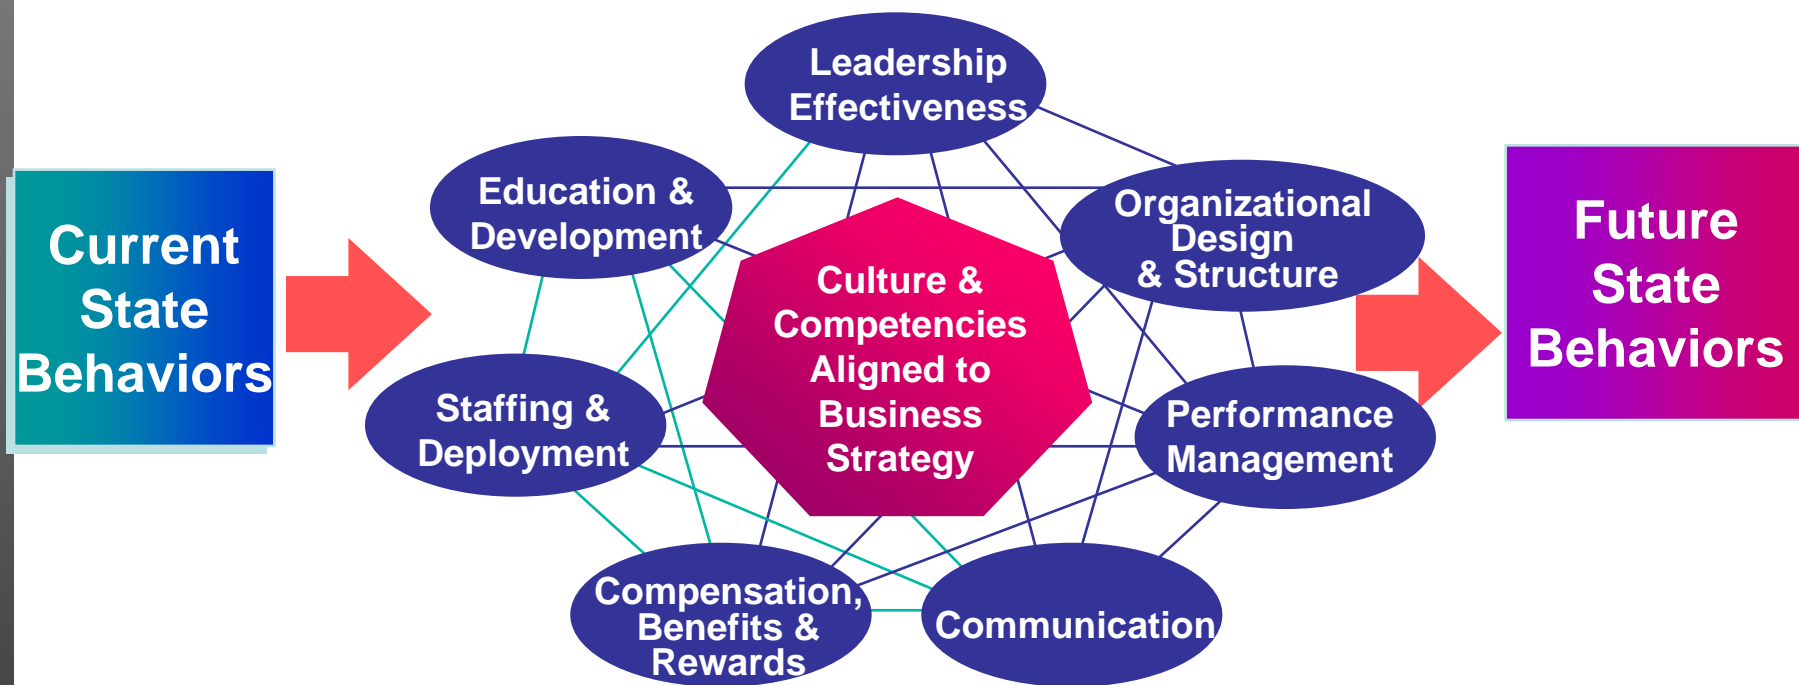 Leadership
Effectiveness
Education &
Development
Organizational
Design
& Structure
Current
State
Behaviors
Future
State
Behaviors
Culture &
Competencies
Aligned to
Business
Strategy
Staffing &
Deployment
Performance
Management
Compensation,
Benefits &
Rewards
Communication